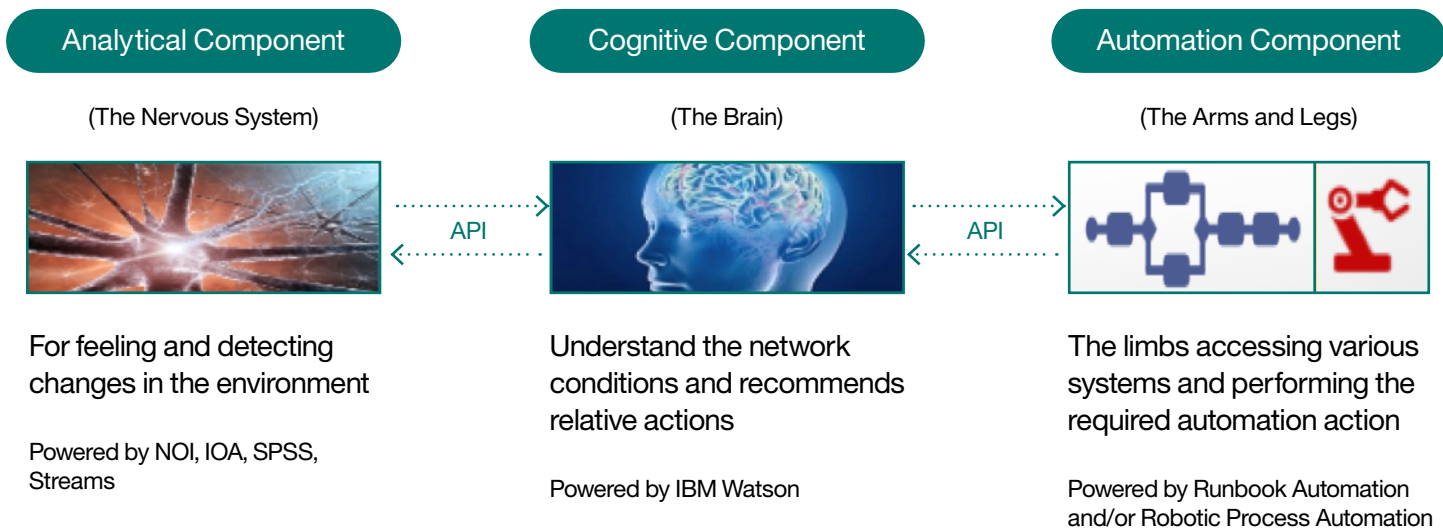 Analytical Component
Cognitive Component
Automation Component
(The Nervous System)
(The Brain)
(The Arms and Legs)
API
API
For feeling and detecting
changes in the environment
Powered by NOI, IOA, SPSS,
Streams
Understand the network
conditions and recommends
relative actions
Powered by IBM Watson
The limbs accessing various
systems and performing the
required automation action
Powered by Runbook Automation
and/or Robotic Process Automation